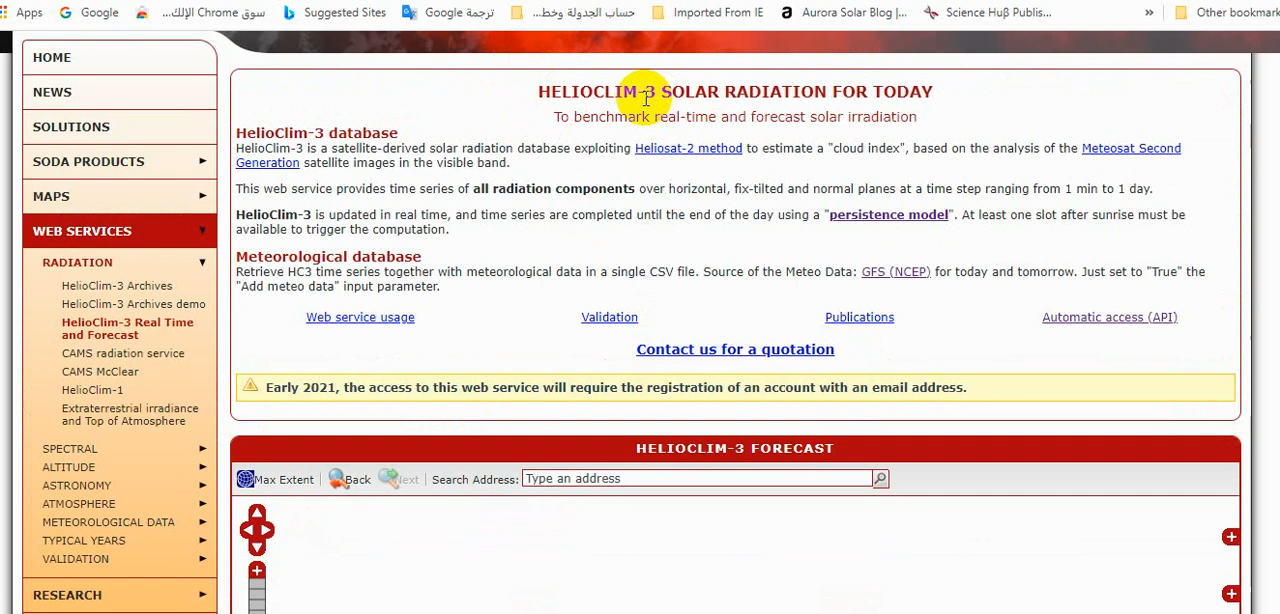 Apps
Google
سوق Chrome الإلك...
Suggested Sites
ترجمة Google
حساب الجدولة وخط...
Imported From IE
Aurora Solar Blog |...
Science Huβ Publis...
»
Other bookmark
HOME
NEWS
SOLUTIONS
SODA PRODUCTS
MAPS
WEB SERVICES
RADIATION
HelioClim-3 Archives
HelioClim-3 Archives demo
HelioClim-3 Real Time
and Forecast
CAMS radiation service
CAMS McClear
HelioClim-1
Extraterrestrial irradiance
and Top of Atmosphere
SPECTRAL
ALTITUDE
ASTRONOMY
ATMOSPHERE
METEOROLOGICAL DATA
TYPICAL YEARS
VALIDATION
RESEARCH
HELIOCLIM-3 SOLAR RADIATION FOR TODAY
To benchmark real-time and forecast solar irradiation
HelioClim-3 database
HelioClim-3 is a satellite-derived solar radiation database exploiting Heliosat-2 method to estimate a "cloud index", based on the analysis of the Meteosat Second
Generation satellite images in the visible band.
This web service provides time series of all radiation components over horizontal, fix-tilted and normal planes at a time step ranging from 1 min to 1 day.
HelioClim-3 is updated in real time, and time series are completed until the end of the day using a "persistence model". At least one slot after sunrise must be
available to trigger the computation.
Meteorological database
Retrieve HC3 time series together with meteorological data in a single CSV file. Source of the Meteo Data: GFS (NCEP) for today and tomorrow. Just set to "True" the
"Add meteo data" input parameter.
Web service usage
Validation
Publications
Automatic access (API)
Contact us for a quotation
Early 2021, the access to this web service will require the registration of an account with an email address.
HELIOCLIM-3 FORECAST
Max Extent
Back
Next
Search Address:
Type an address